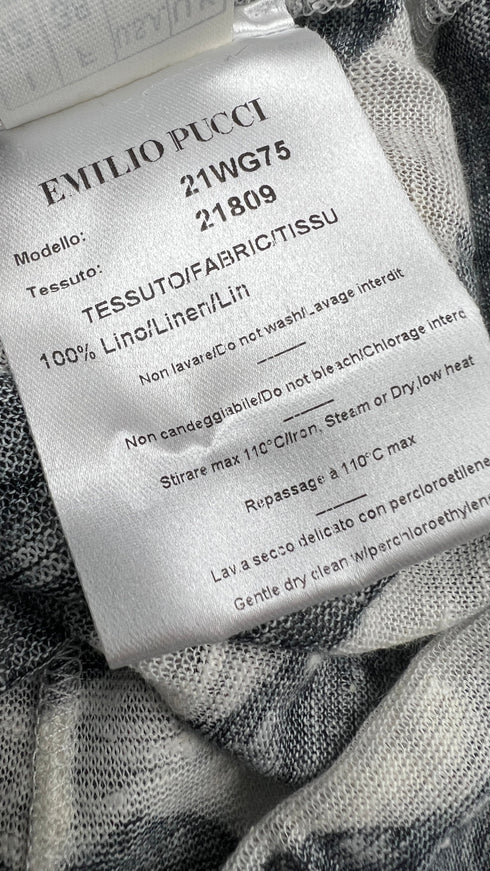 EMILIO PUCCI
Modello: 21WG75
Tessuto: 21809
TESSUTO/FABRIC/TISSU
100% Lino/Linen/Lin
Non lavare/Do not wash/Lavage interdit
Non candeggiabile/Do not bleach/Chlorage interd
Stirare max 110°C/Iron, Steam or Dry,low heat
Repassage à 110°C max
Lava secco delicato con percloroetilene
Gentle dry clean w/perchloroethylene